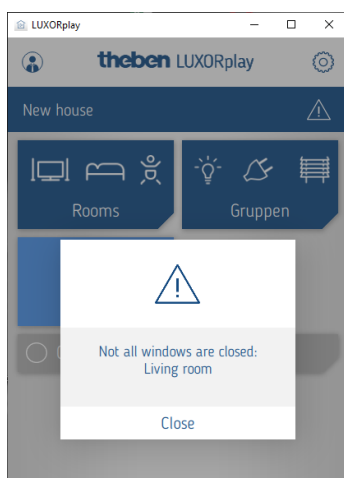 LUXORplay
theben LUXORplay
New house
Rooms
Gruppen
Not all windows are closed:
Living room
Close